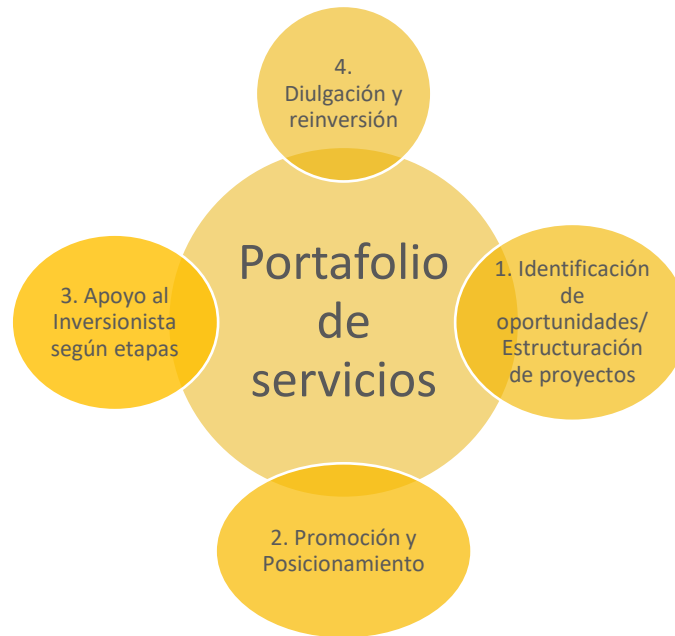 Portafolio
de
servicios
1. Identificación
de
oportunidades/
Estructuración
de proyectos
2. Promoción y
Posicionamiento
3. Apoyo al
Inversionista
según etapas
4.
Diulgación y
reinversión